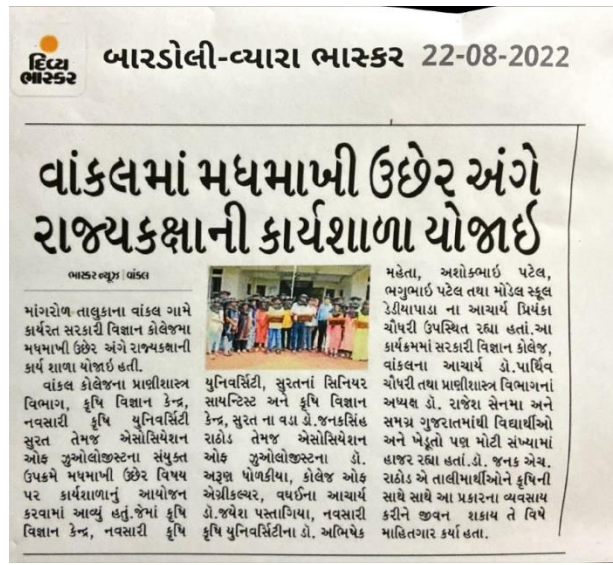 દિવ્ય
ભાસ્કર
બારડોલી-વ્યારા ભાસ્કર 22-08-2022
વાંકલમાં મધમાખી ઉછેર અંગે
રાજ્યકક્ષાની કાર્યશાળા યોજાઇ
ભાસ્કર ન્યૂઝ | વાંકલ
માંગરોળ તાલુકાના વાંકલ ગામે
કાર્યરત સરકારી વિજ્ઞાન કોલેજમા
મધમાખી ઉછેર અંગે રાજ્યકક્ષાની
કાર્ય શાળા યોજાઇ હતી.
વાંકલ કોલેજના પ્રાણીશાસ્ત્ર
વિભાગ, કૃષિ વિજ્ઞાન કેન્દ્ર,
નવસારી કૃષિ યુનિવર્સિટી
સુરત તેમજ એસોસિયેશન
ઓફ ઝુઓલોજીસ્ટના સંયુક્ત
ઉપક્રમે મધમાખી ઉછેર વિષય
પર કાર્યશાળાનું આયોજન
કરવામાં આવ્યું હતું.જેમાં કૃષિ
વિજ્ઞાન કેન્દ્ર, નવસારી કૃષિ
યુનિવર્સિટી, સુરતનાં સિનિયર
સાયન્ટિસ્ટ અને કૃષિ વિજ્ઞાન
કેન્દ્ર, સુરત ના વડા ડો.જનકસિંહ
રાઠોડ તેમજ એસોસિયેશન
ઓફ ઝુઓલોજીસ્ટના ડો.
અરૂણ ધોળકીયા, કોલેજ ઓફ
એગ્રીકલ્ચર, વઘઈના આચાર્ય
ડો.જયેશ પસ્તાગિયા, નવસારી
કૃષિ યુનિવર્સિટીના ડો. અભિષેક
મહેતા, અશોકભાઇ પટેલ,
ભગુભાઇ પટેલ તથા મોડેલ સ્કૂલ
ડેડીયાપાડા ના આચાર્ય પ્રિયંકા
ચૌધરી ઉપસ્થિત રહ્યા હતાં.આ
કાર્યક્રમમાં સરકારી વિજ્ઞાન કોલેજ,
વાંકલના આચાર્ય ડો.પાર્થિવ
ચૌધરી તથા પ્રાણીશાસ્ત્ર વિભાગનાં
અધ્યક્ષ ડૉ. રાજેશ સેનમા અને
સમગ્ર ગુજરાતમાંથી વિદ્યાર્થીઓ
અને ખેડૂતો પણ મોટી સંખ્યામાં
હાજર રહ્યા હતાં.ડો. જનક એચ.
રાઠોડ એ તાલીમાર્થીઓને કૃષિની
સાથે સાથે આ પ્રકારના વ્યવસાય
કરીને જીવન શકાય તે વિષે
માહિતગાર કર્યા હતા.